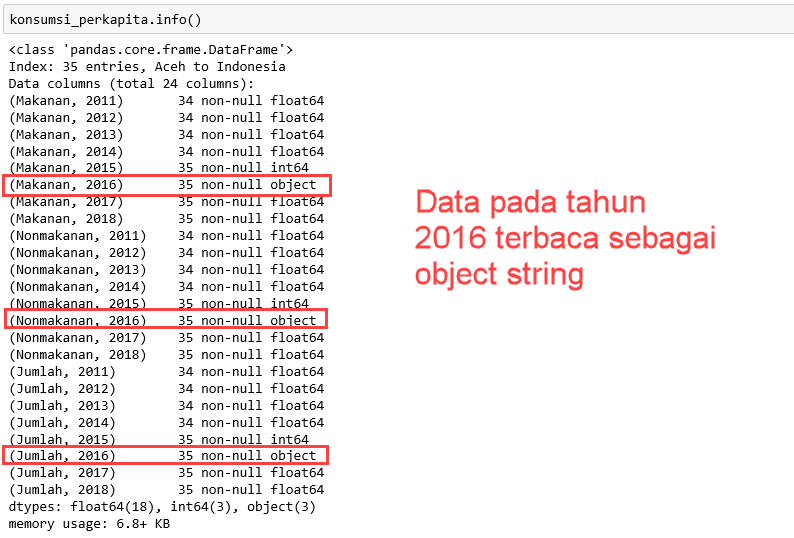 konsumsi_perkapita.info()
<class 'pandas.core.frame.DataFrame'>
Index: 35 entries, Aceh to Indonesia
Data columns (total 24 columns):
(Makanan, 2011)       34 non-null float64
(Makanan, 2012)       34 non-null float64
(Makanan, 2013)       34 non-null float64
(Makanan, 2014)       34 non-null float64
(Makanan, 2015)       35 non-null int64
(Makanan, 2016)       35 non-null object
(Makanan, 2017)       35 non-null float64
(Makanan, 2018)       35 non-null float64
(Nonmakanan, 2011)    34 non-null float64
(Nonmakanan, 2012)    34 non-null float64
(Nonmakanan, 2013)    34 non-null float64
(Nonmakanan, 2014)    34 non-null float64
(Nonmakanan, 2015)    35 non-null int64
(Nonmakanan, 2016)    35 non-null object
(Nonmakanan, 2017)    35 non-null float64
(Nonmakanan, 2018)    35 non-null float64
(Jumlah, 2011)        34 non-null float64
(Jumlah, 2012)        34 non-null float64
(Jumlah, 2013)        34 non-null float64
(Jumlah, 2014)        34 non-null float64
(Jumlah, 2015)        35 non-null int64
(Jumlah, 2016)        35 non-null object
(Jumlah, 2017)        35 non-null float64
(Jumlah, 2018)        35 non-null float64
dtypes: float64(18), int64(3), object(3)
memory usage: 6.8+ KB
Data pada tahun
2016 terbaca sebagai
object string